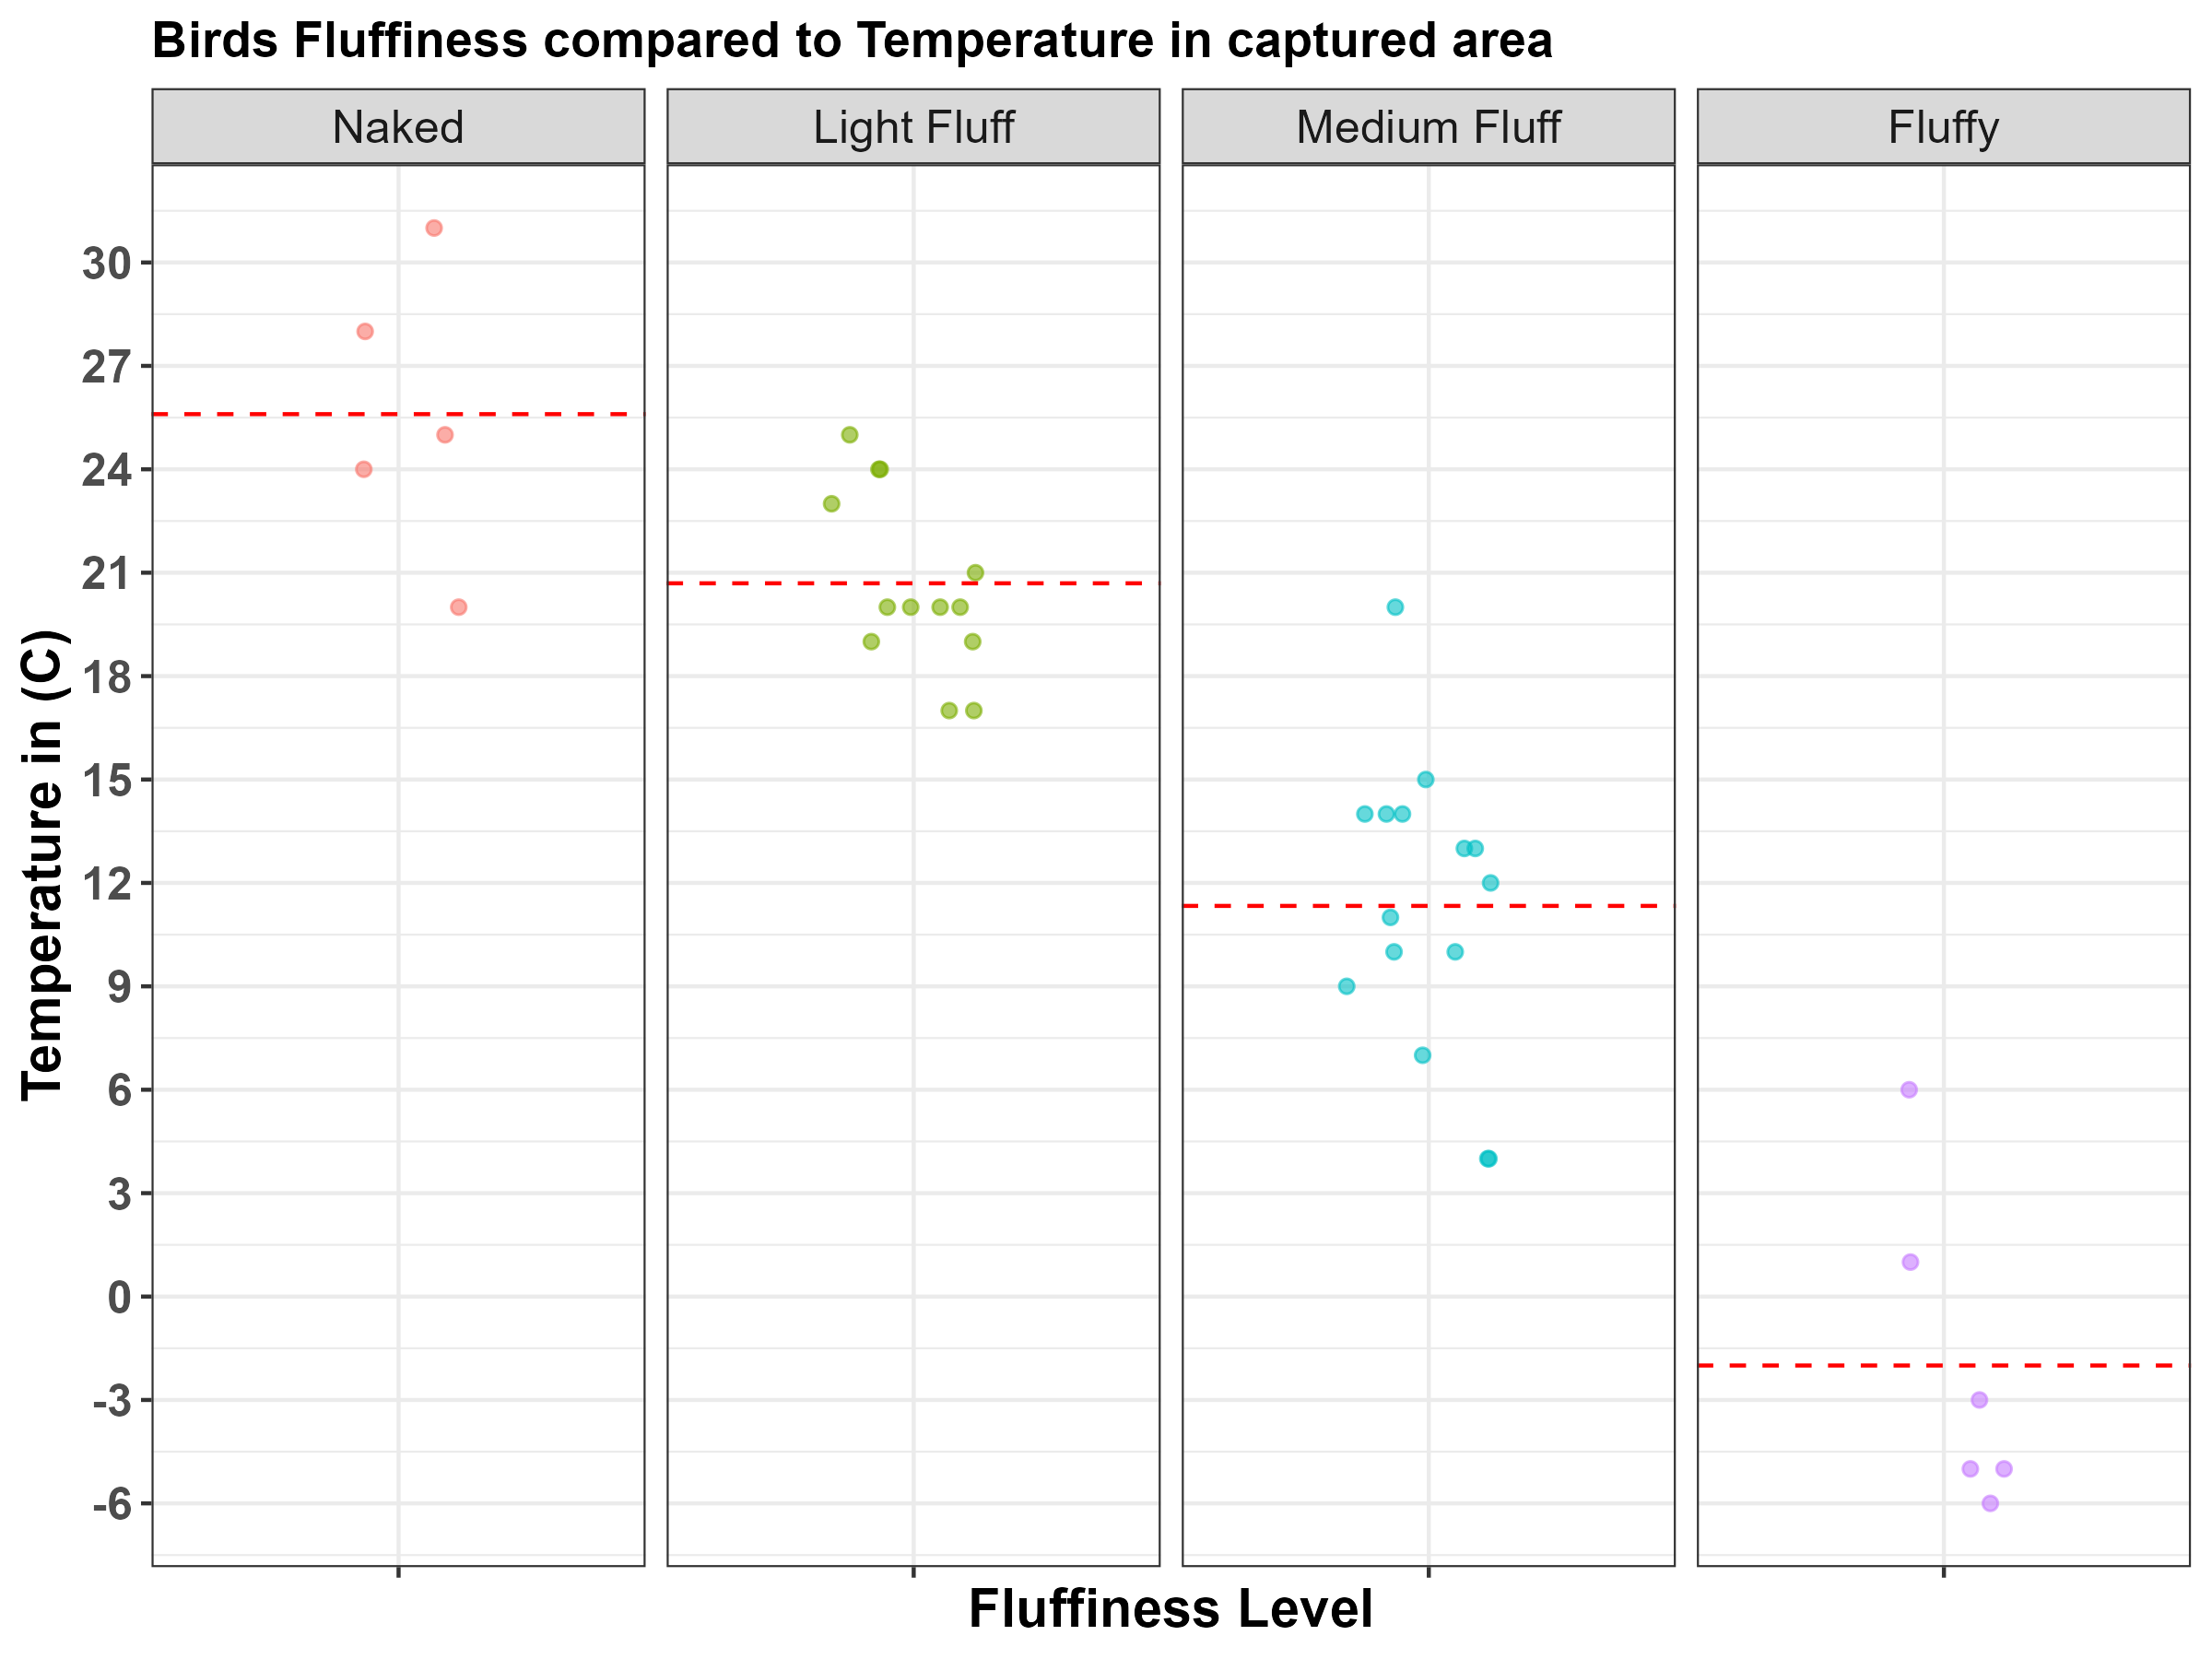 Birds Fluffiness compared to Temperature in captured area
Naked
Light Fluff
Medium Fluff
Fluffy
30
27
24
21
18
15
12
9
6
3
0
-3
-6
Temperature in (C)
Fluffiness Level